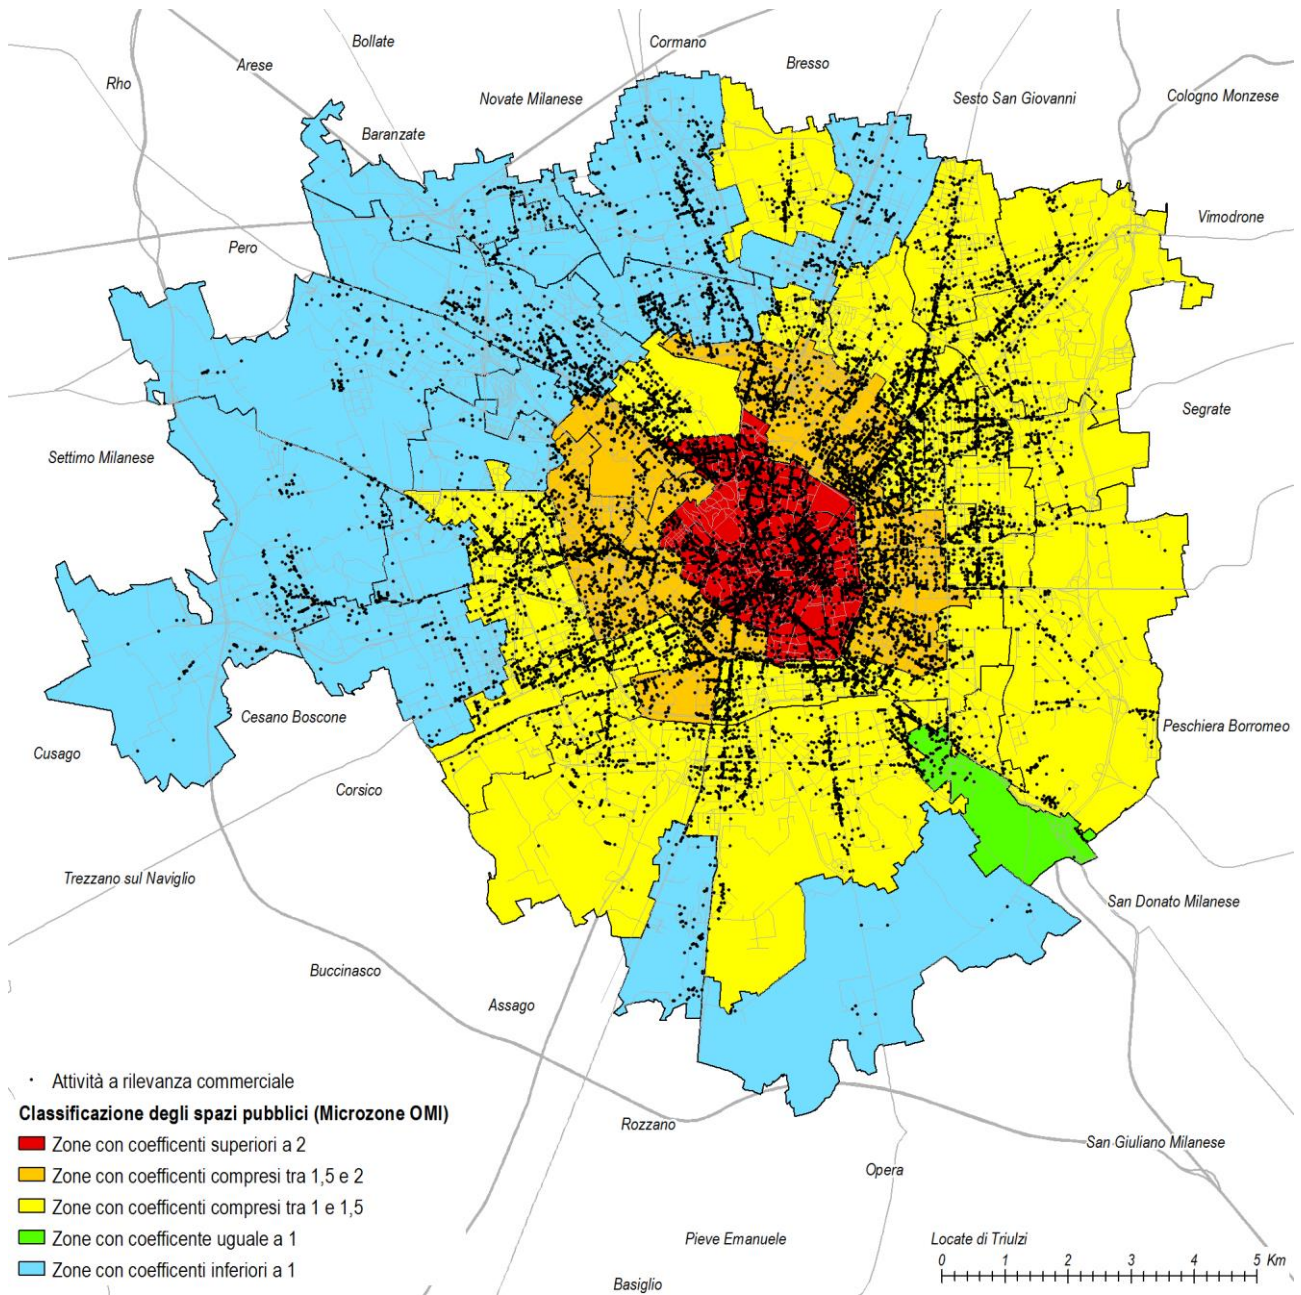 Bollate
Cormano
Bresso
Arese
Rho
Novate Milanese
Sesto San Giovanni
Cologno Monzese
Baranzate
Vimodrone
Pero
Segrate
Settimo Milanese
Cesano Boscone
Peschiera Borromeo
Cusago
Corsico
Trezzano sul Naviglio
San Donato Milanese
Buccinasco
Assago
Attività a rilevanza commerciale
Classificazione degli spazi pubblici (Microzone OMI)
Zone con coefficenti superiori a 2
Zone con coefficenti compresi tra 1,5 e 2
Zone con coefficenti compresi tra 1 e 1,5
Zone con coefficente uguale a 1
Zone con coefficenti inferiori a 1
Rozzano
San Giuliano Milanese
Opera
Pieve Emanuele
Locate di Triulzi
Basiglio
0 1 2 3 4 5 Km